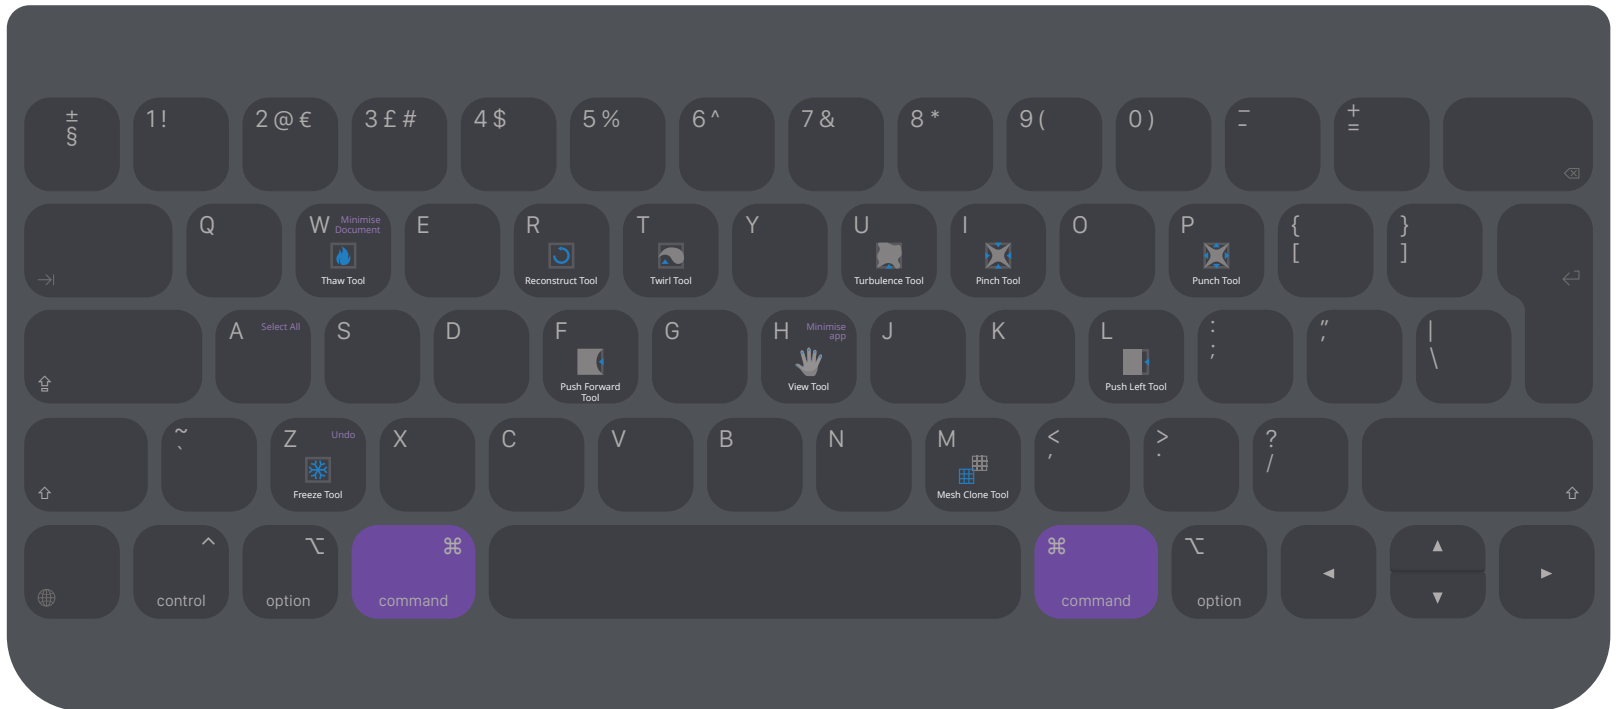 ±
§
1 !
2 @ €
3 £ #
4 $
5 %
6 ^
7 &
8 *
9 (
0 )
_
-
+
=
Q
W Minimise
Document
Thaw Tool
E
R
Reconstruct Tool
T
Twirl Tool
Y
U
Turbulence Tool
I
Pinch Tool
O
P
Punch Tool
{
[
}
]
A Select All
S
D
F
Push Forward
Tool
G
H Minimise
app
View Tool
J
K
L
Push Left Tool
:
;
"
'
|
\
~
`
Z Undo
Freeze Tool
X
C
V
B
N
M
Mesh Clone Tool
<
,
>
.
?
/
^
control
⌥
option
⌘
command
⌘
command
⌥
option